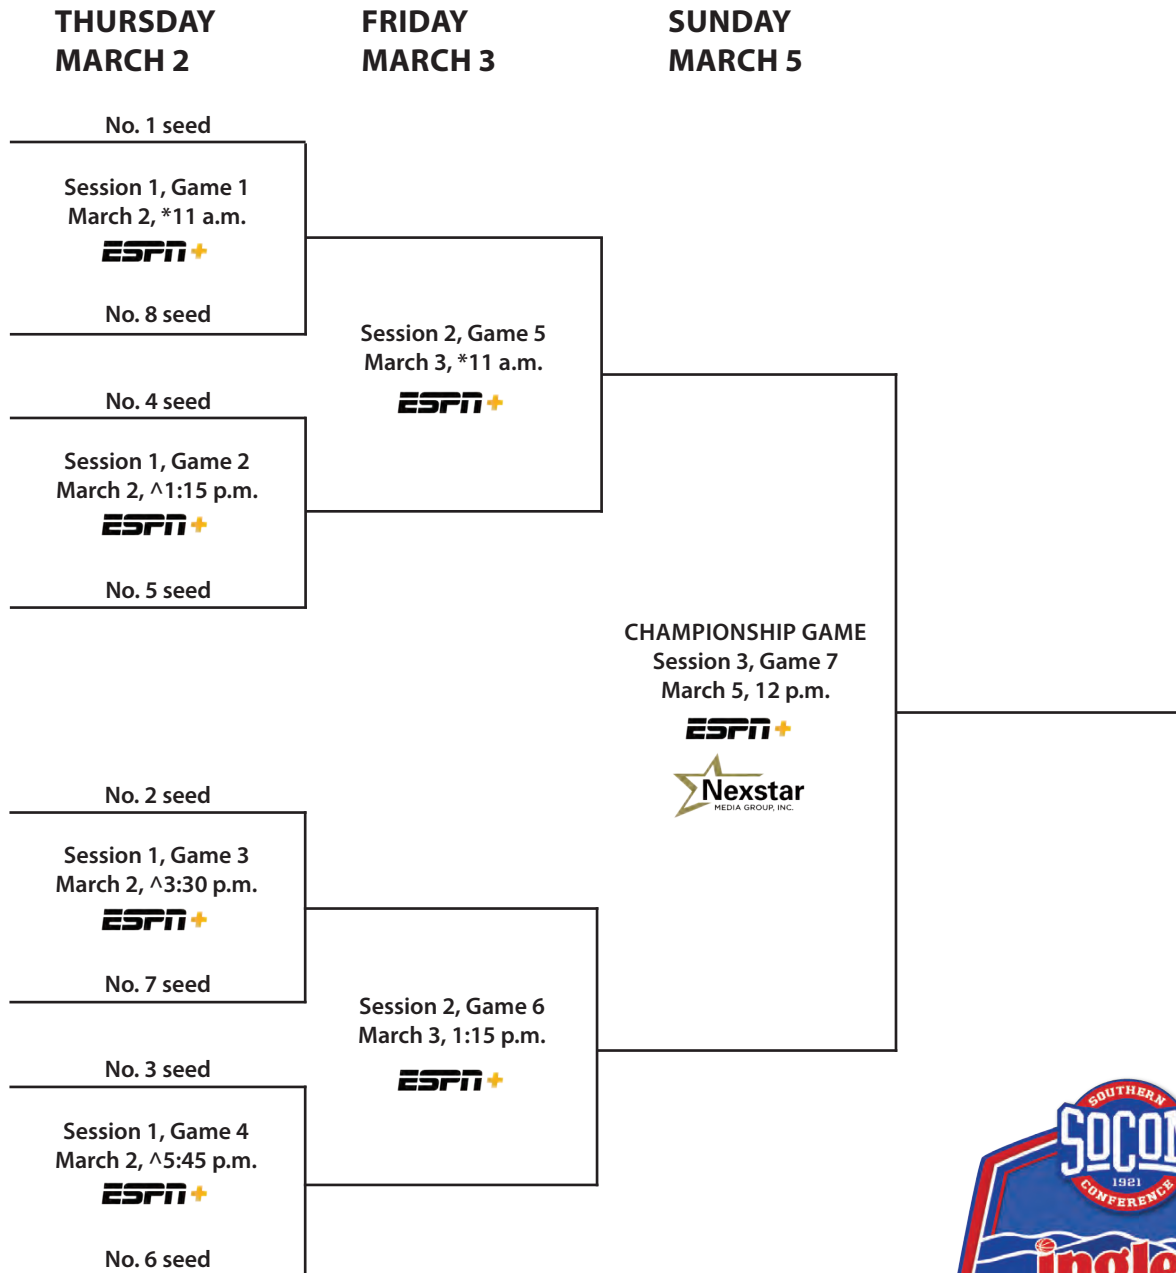 THURSDAY
MARCH 2
FRIDAY
MARCH 3
SUNDAY
MARCH 5
No. 1 seed
Session 1, Game 1
March 2, *11 a.m.
ESPN+
No. 8 seed
Session 2, Game 5
March 3, *11 a.m.
ESPN+
No. 4 seed
Session 1, Game 2
March 2, ^1:15 p.m.
ESPN+
No. 5 seed
CHAMPIONSHIP GAME
Session 3, Game 7
March 5, 12 p.m.
ESPN+
Nexstar
MEDIA GROUP, INC.
No. 2 seed
Session 1, Game 3
March 2, ^3:30 p.m.
ESPN+
No. 7 seed
Session 2, Game 6
March 3, 1:15 p.m.
ESPN+
No. 3 seed
Session 1, Game 4
March 2, ^5:45 p.m.
ESPN+
No. 6 seed
SOUTHERN
SOCON
1921
CONFERENCE
ingle